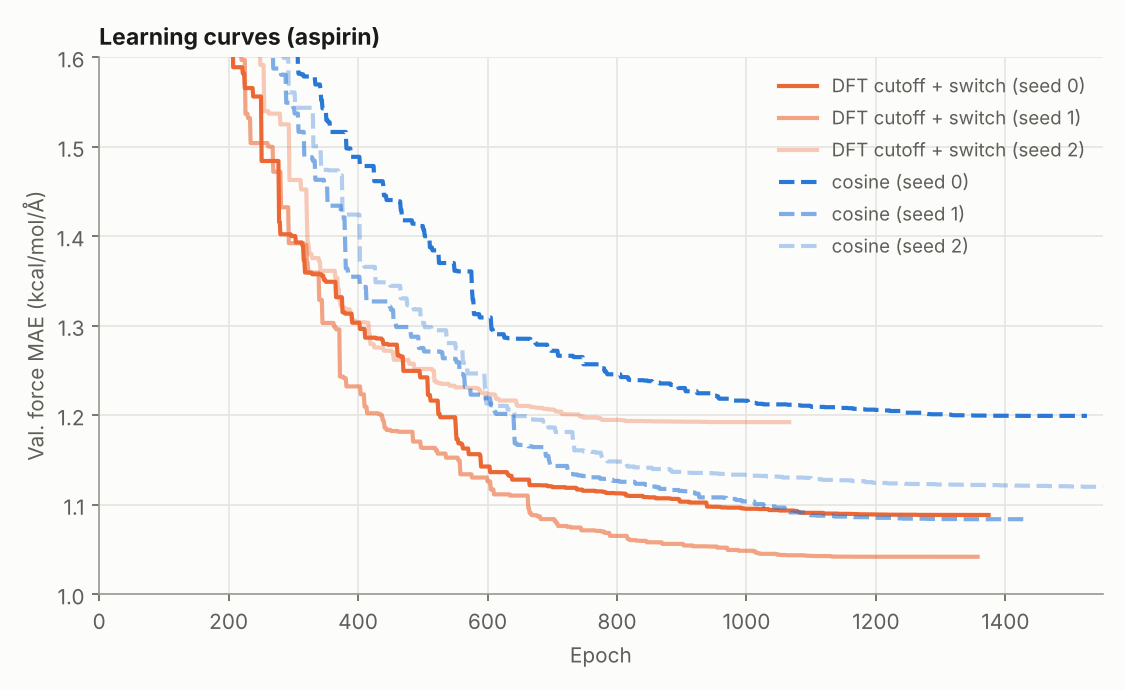 Learning curves (aspirin)
1.6
1.5
1.4
1.3
1.2
1.1
1.0
Val. force MAE (kcal/mol/Å)
DFT cutoff + switch (seed 0)
DFT cutoff + switch (seed 1)
DFT cutoff + switch (seed 2)
cosine (seed 0)
cosine (seed 1)
cosine (seed 2)
0 200 400 600 800 1000 1200 1400
Epoch